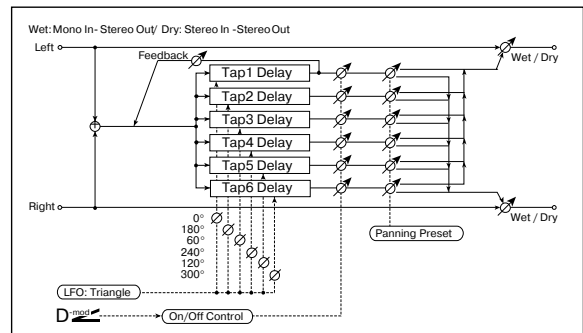 Wet: Mono In - Stereo Out / Dry: Stereo In - Stereo Out
Left
Feedback
Wet / Dry
Tap1 Delay
Tap2 Delay
Tap3 Delay
Tap4 Delay
Tap5 Delay
Tap6 Delay
+
Right
Wet / Dry
0°
180°
60°
240°
120°
300°
Panning Preset
LFO: Triangle
D-mod
On/Off Control